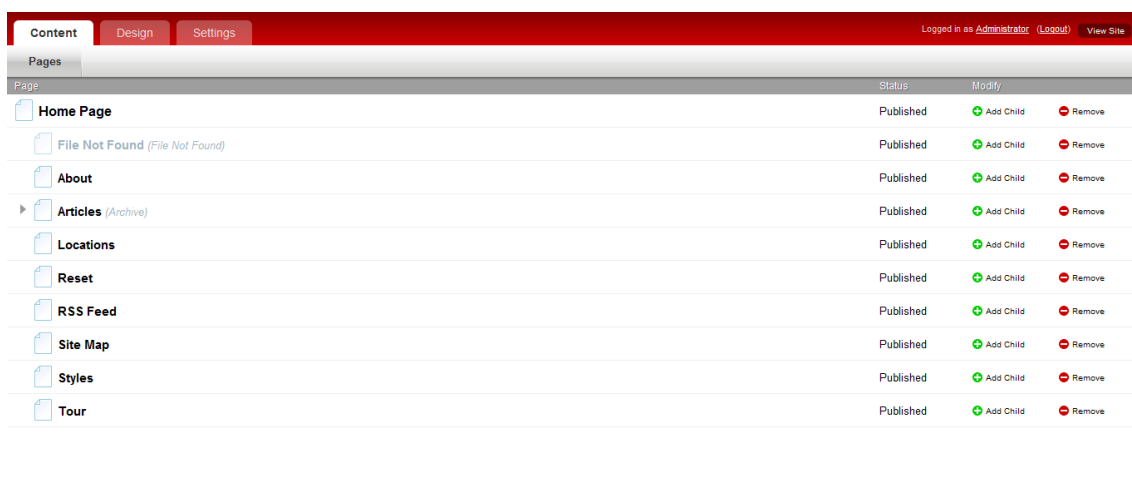 Content Design Settings Logged in as Administrator (Logout) View Site
Pages
Page Status Modify
Home Page Published Add Child Remove
File Not Found (File Not Found) Published Add Child Remove
About Published Add Child Remove
Articles (Archive) Published Add Child Remove
Locations Published Add Child Remove
Reset Published Add Child Remove
RSS Feed Published Add Child Remove
Site Map Published Add Child Remove
Styles Published Add Child Remove
Tour Published Add Child Remove